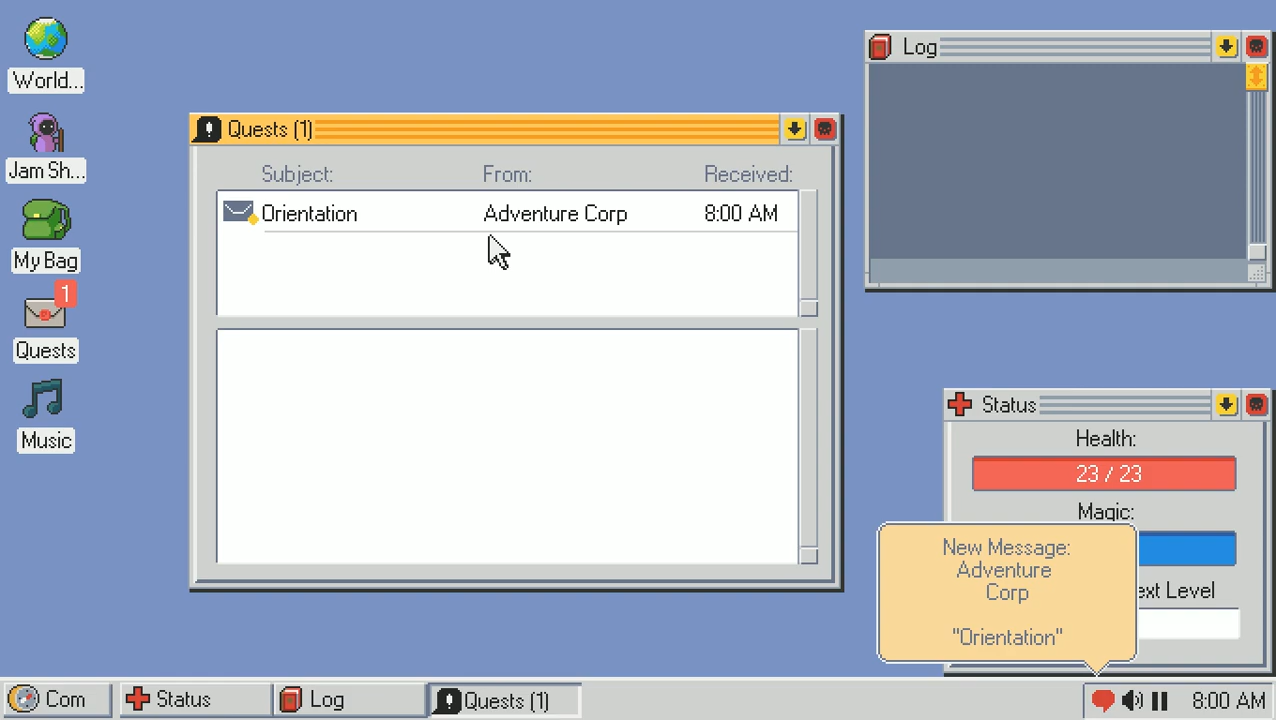 World...
Jam Sh...
My Bag
1
Quests
Music
Quests (1)
Subject: From: Received:
Orientation Adventure Corp 8:00 AM
Log
Status
Health:
23 / 23
Magic:
ext Level
New Message:
Adventure
Corp
"Orientation"
Com Status Log Quests (1) 8:00 AM